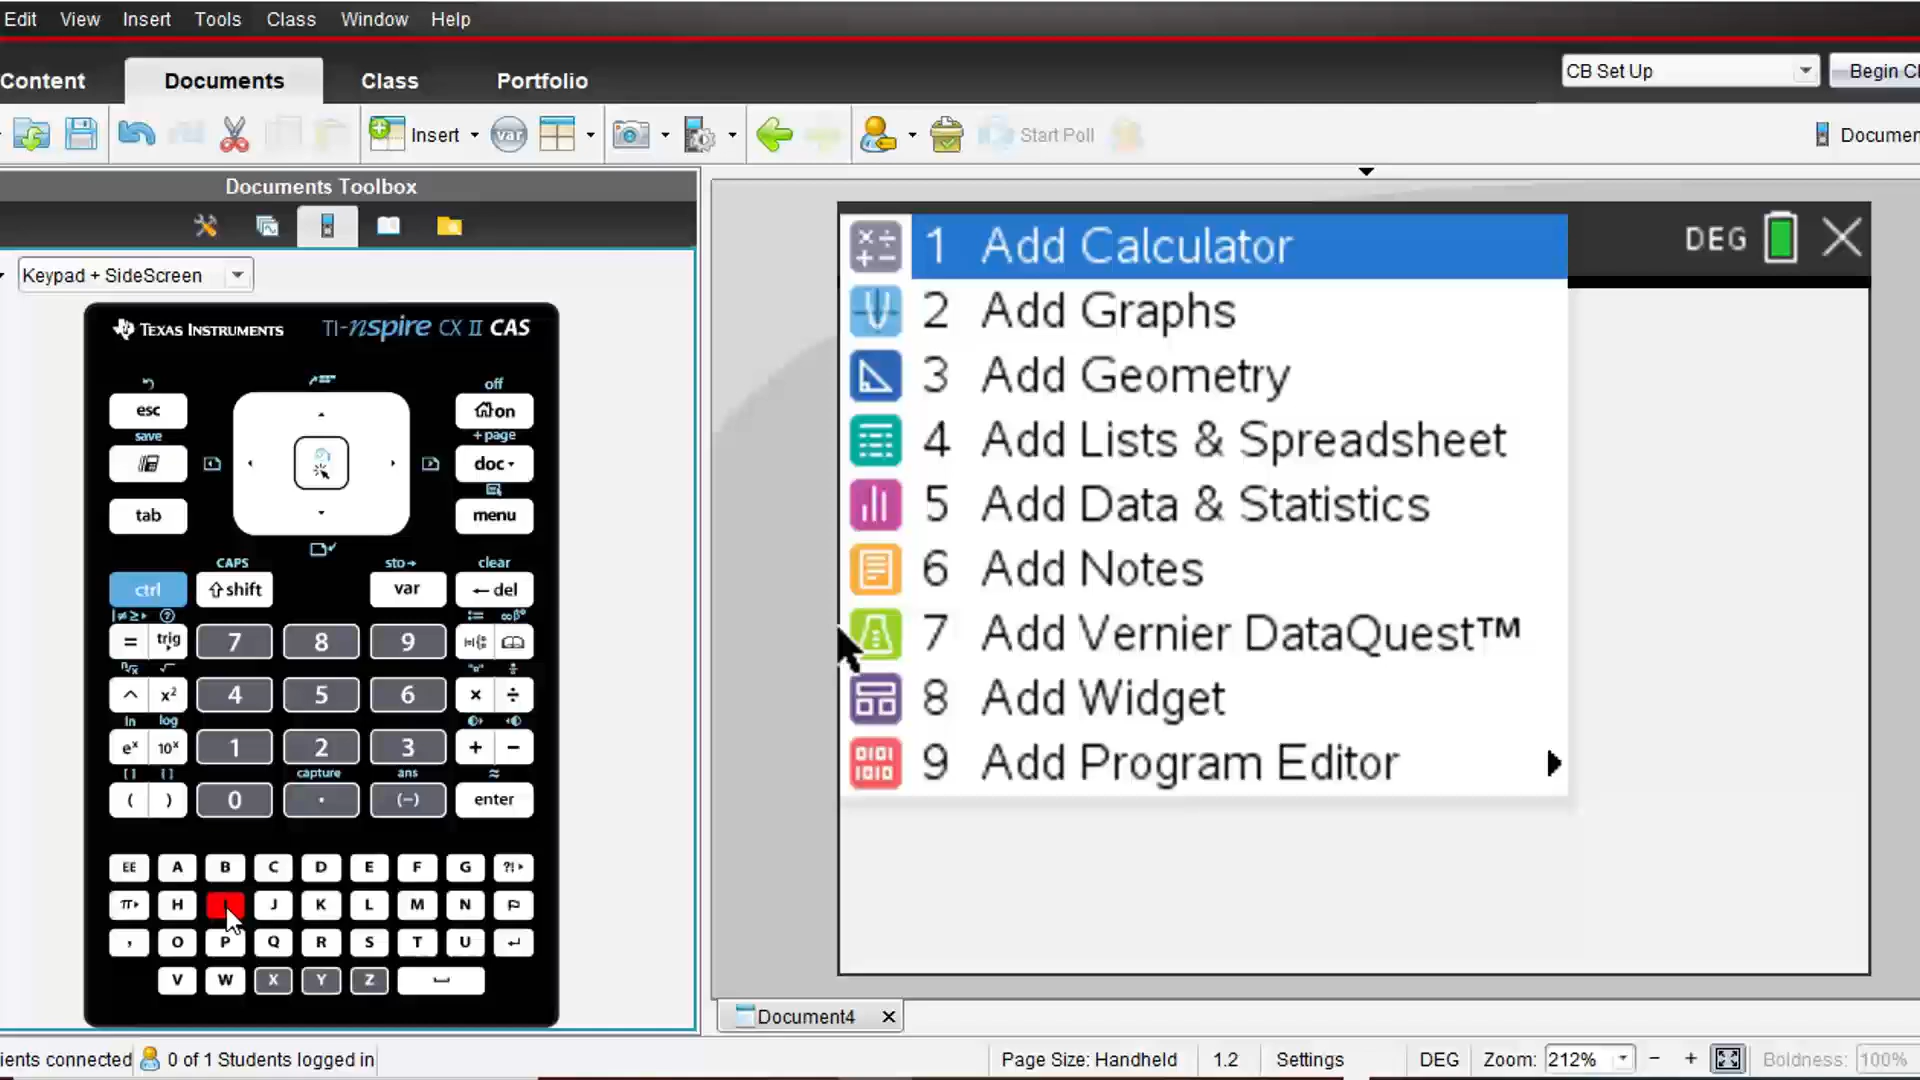 Edit View Insert Tools Class Window Help
Content Documents Class Portfolio
CB Set Up
Insert var Start Poll
Documents Toolbox
Keypad + SideScreen
TEXAS INSTRUMENTS TI-nspire CX II CAS
off
esc on
save + page
doc
tab menu
CAPS sto→ clear
ctrl shift var ← del
= trig 7 8 9
^ x² 4 5 6 × ÷
ln log
eˣ 10ˣ 1 2 3 + −
[ ] { } capture ans ≈
( ) 0 . (−) enter
EE A B C D E F G ?!
π H J K L M N
, O P Q R S T U
V W X Y Z
DEG
1 Add Calculator
2 Add Graphs
3 Add Geometry
4 Add Lists & Spreadsheet
5 Add Data & Statistics
6 Add Notes
7 Add Vernier DataQuest™
8 Add Widget
9 Add Program Editor
Document4
0 of 1 Students logged in
Page Size: Handheld 1.2 Settings DEG Zoom: 212% − + Boldness: 100%